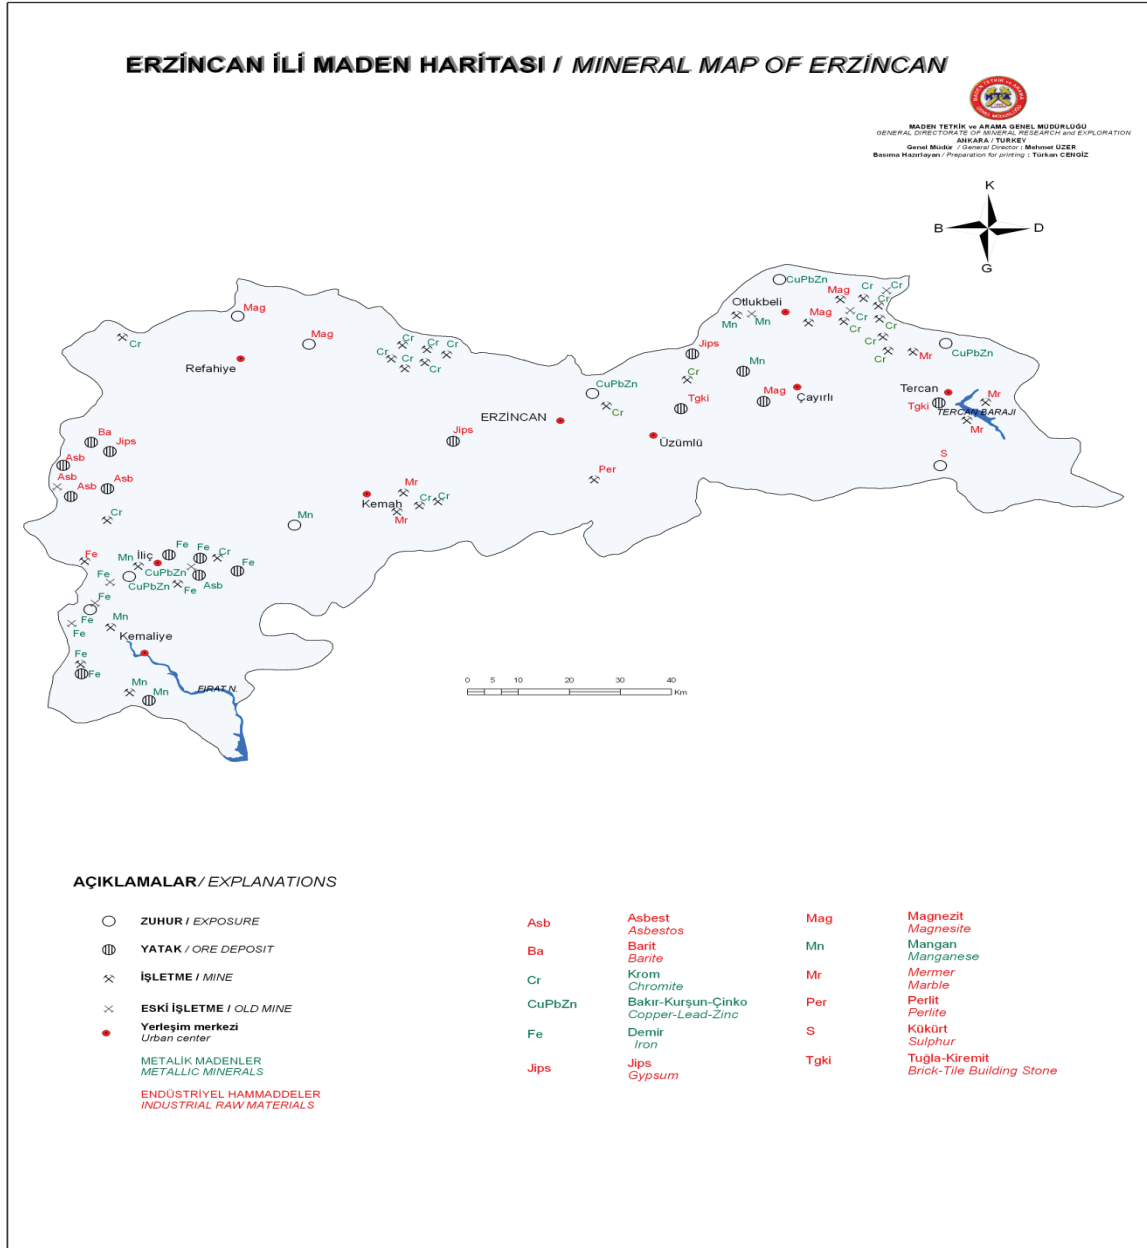 ERZİNCAN İLİ MADEN HARİTASI / MINERAL MAP OF ERZİNCAN
MADEN TETKİK ve ARAMA GENEL MÜDÜRLÜĞÜ
GENERAL DIRECTORATE OF MINERAL RESEARCH and EXPLORATION
ANKARA / TURKEY
Genel Müdür / General Director : Mehmet ÜZER
Basıma Hazırlayan / Preparation for printing : Türkan CENGİZ
K
B D
G
CuPbZn
Mag Cr Cr
Otlukbeli Cr
Mag
Mag
Mn Mn Cr Cr Cr
Cr
Mag
Cr Cr Cr Cr
Cr Cr Cr
Refahiye
Jips
Mn
Cr Mr
CuPbZn
CuPbZn
Cr
Cr
Tgki
Mag
Çayırlı
Tercan
Tgki
Mr
TERCAN BARAJI
Mr
ERZİNCAN
Üzümlü
Ba
Jips
Jips
Asb
Asb
Asb
Asb
S
Per
Mr
Kemah Cr Cr
Mr
Cr
Mn
Fe
Mn İliç Fe Fe Cr
Fe
CuPbZn
CuPbZn Fe Asb
Fe
Fe
Fe
Fe
Mn
Kemaliye
Fe
Fe
Mn
Mn
FIRAT N.
0 5 10 20 30 40
Km
AÇIKLAMALAR / EXPLANATIONS
ZUHUR / EXPOSURE
YATAK / ORE DEPOSIT
İŞLETME / MINE
ESKİ İŞLETME / OLD MINE
Yerleşim merkezi
Urban center
METALİK MADENLER
METALLIC MINERALS
ENDÜSTRİYEL HAMMADDELER
INDUSTRIAL RAW MATERIALS
Asb Asbest
Asbestos
Ba Barit
Barite
Cr Krom
Chromite
CuPbZn Bakır-Kurşun-Çinko
Copper-Lead-Zinc
Fe Demir
Iron
Jips Jips
Gypsum
Mag Magnezit
Magnesite
Mn Mangan
Manganese
Mr Mermer
Marble
Per Perlit
Perlite
S Kükürt
Sulphur
Tgki Tuğla-Kiremit
Brick-Tile Building Stone